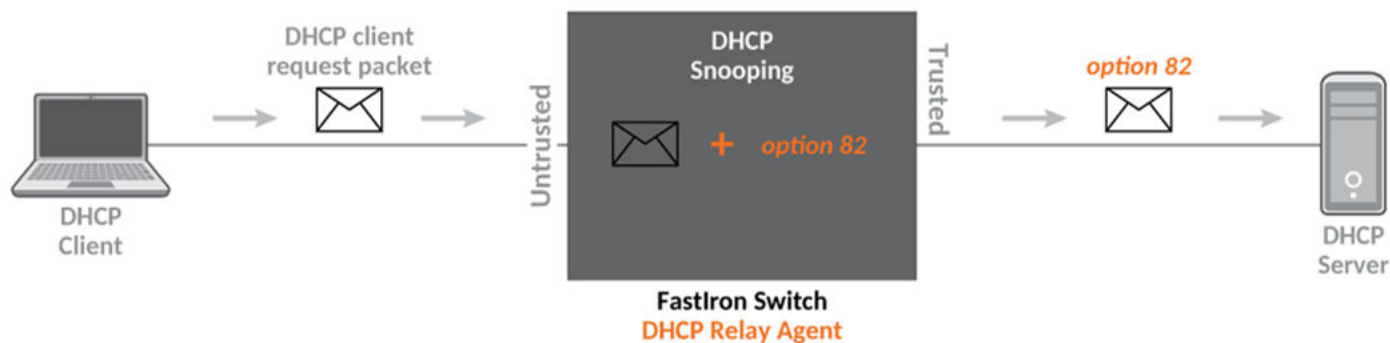 DHCP client
request packet
DHCP
Client
Untrusted
DHCP
Snooping
+ option 82
FastIron Switch
DHCP Relay Agent
Trusted
option 82
DHCP
Server